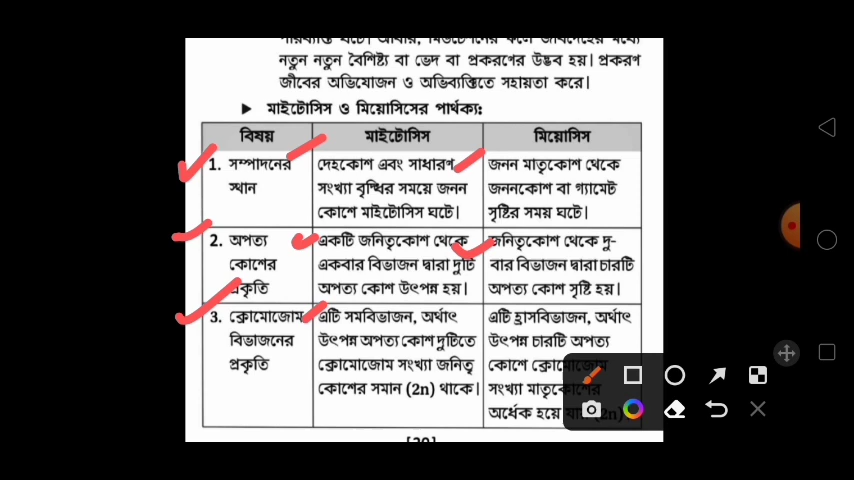 নতুন নতুন বৈশিষ্ট্য বা ভেদ বা প্রকরণের উদ্ভব হয়। প্রকরণ
জীবের অভিযোজন ও অভিব্যক্তিতে সহায়তা করে।
▶ মাইটোসিস ও মিয়োসিসের পার্থক্য:
বিষয় মাইটোসিস মিয়োসিস
1. সম্পাদনের দেহকোশ এবং সাধারণ জনন মাতৃকোশ থেকে
স্থান সংখ্যা বৃদ্ধির সময়ে জনন জননকোশ বা গ্যামেট
কোশে মাইটোসিস ঘটে। সৃষ্টির সময় ঘটে।
2. অপত্য একটি জনিতৃকোশ থেকে জনিতৃকোশ থেকে দু-
কোশের একবার বিভাজন দ্বারা দুটি বার বিভাজন দ্বারা চারটি
প্রকৃতি অপত্য কোশ উৎপন্ন হয়। অপত্য কোশ সৃষ্টি হয়।
3. ক্রোমোজোম এটি সমবিভাজন, অর্থাৎ এটি হ্রাসবিভাজন, অর্থাৎ
বিভাজনের উৎপন্ন অপত্য কোশ দুটিতে উৎপন্ন চারটি অপত্য
প্রকৃতি ক্রোমোজোম সংখ্যা জনিতৃ কোশে ক্রোমোজোম
কোশের সমান (2n) থাকে। সংখ্যা মাতৃকোশের
অর্ধেক হয়ে যায় (2n)